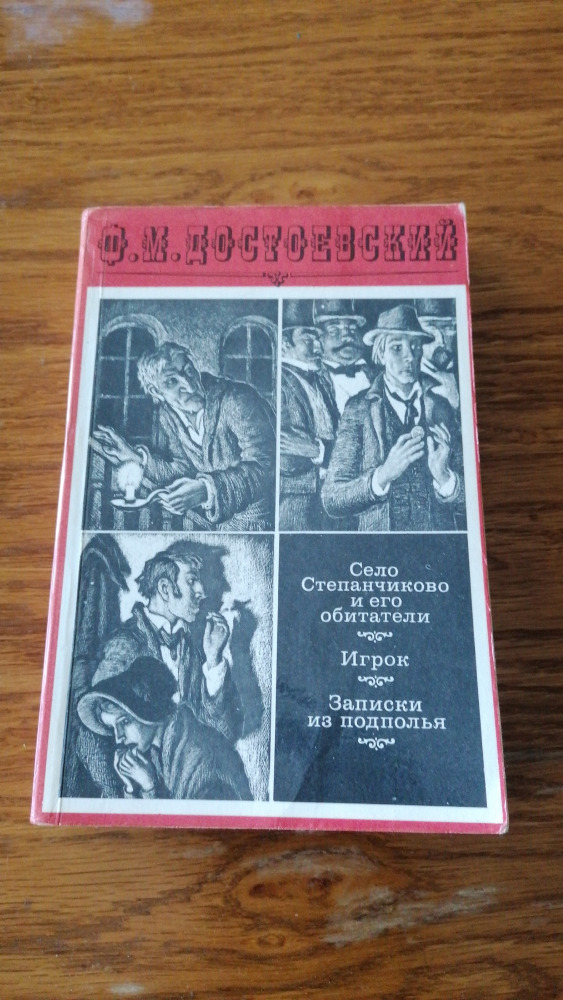 Ф.М.ДОСТОЕВСКИЙ
Село
Степанчиково
и его
обитатели
Игрок
Записки
из подполья